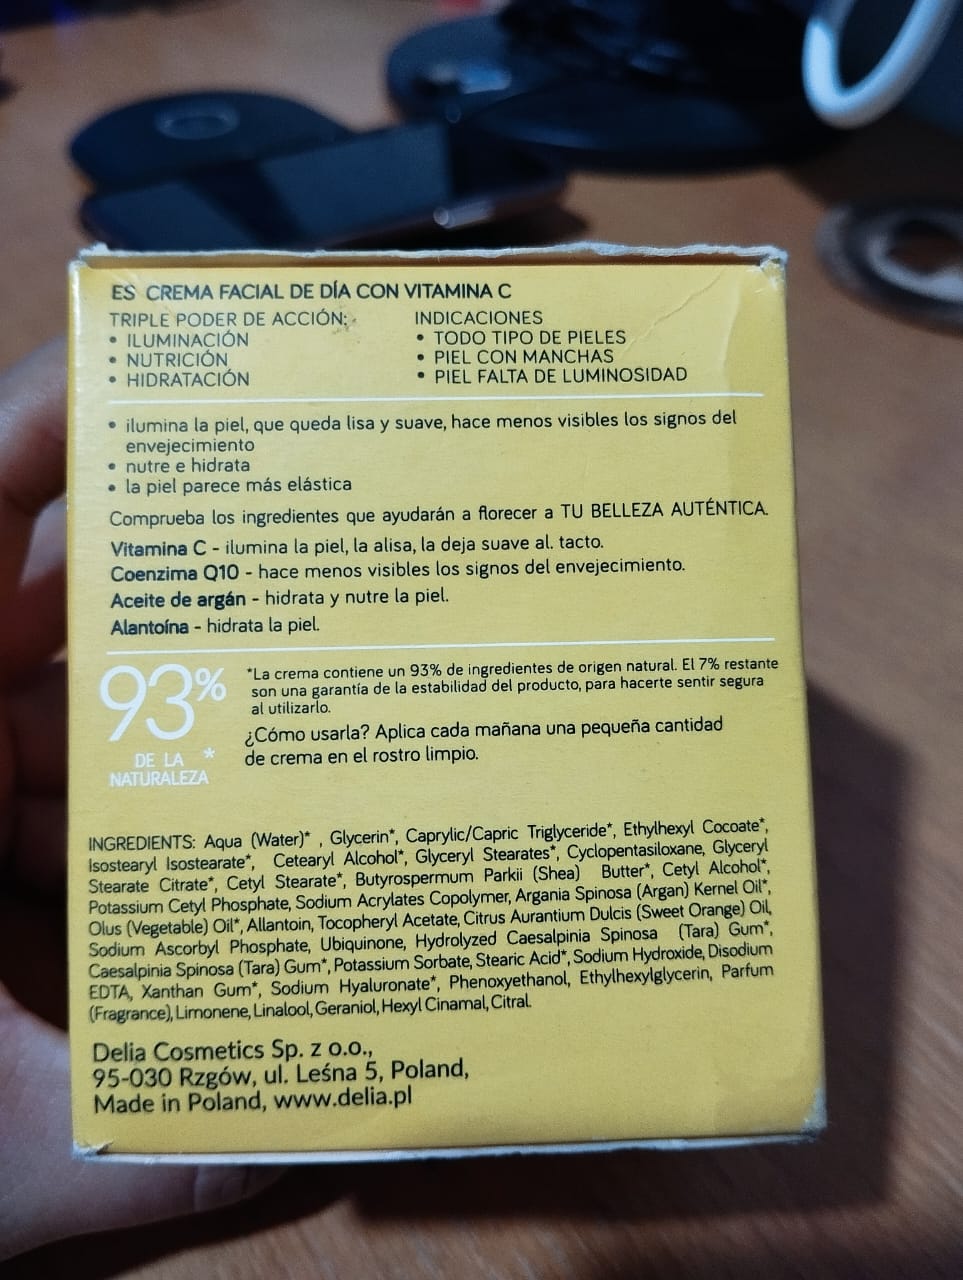 ES CREMA FACIAL DE DÍA CON VITAMINA C
TRIPLE PODER DE ACCIÓN:
• ILUMINACIÓN
• NUTRICIÓN
• HIDRATACIÓN
INDICACIONES
• TODO TIPO DE PIELES
• PIEL CON MANCHAS
• PIEL FALTA DE LUMINOSIDAD
• ilumina la piel, que queda lisa y suave, hace menos visibles los signos del
envejecimiento
• nutre e hidrata
• la piel parece más elástica
Comprueba los ingredientes que ayudarán a florecer a TU BELLEZA AUTÉNTICA.
Vitamina C - ilumina la piel, la alisa, la deja suave al. tacto.
Coenzima Q10 - hace menos visibles los signos del envejecimiento.
Aceite de argán - hidrata y nutre la piel.
Alantoína - hidrata la piel.
93%
DE LA *
NATURALEZA
*La crema contiene un 93% de ingredientes de origen natural. El 7% restante
son una garantía de la estabilidad del producto, para hacerte sentir segura
al utilizarlo.
¿Cómo usarla? Aplica cada mañana una pequeña cantidad
de crema en el rostro limpio.
INGREDIENTS: Aqua (Water)* , Glycerin*, Caprylic/Capric Triglyceride*, Ethylhexyl Cocoate*,
Isostearyl Isostearate*, Cetearyl Alcohol*, Glyceryl Stearates*, Cyclopentasiloxane, Glyceryl
Stearate Citrate*, Cetyl Stearate*, Butyrospermum Parkii (Shea) Butter*, Cetyl Alcohol*,
Potassium Cetyl Phosphate, Sodium Acrylates Copolymer, Argania Spinosa (Argan) Kernel Oil*,
Olus (Vegetable) Oil*, Allantoin, Tocopheryl Acetate, Citrus Aurantium Dulcis (Sweet Orange) Oil,
Sodium Ascorbyl Phosphate, Ubiquinone, Hydrolyzed Caesalpinia Spinosa (Tara) Gum*,
Caesalpinia Spinosa (Tara) Gum*, Potassium Sorbate, Stearic Acid*, Sodium Hydroxide, Disodium
EDTA, Xanthan Gum*, Sodium Hyaluronate*, Phenoxyethanol, Ethylhexylglycerin, Parfum
(Fragrance), Limonene, Linalool, Geraniol, Hexyl Cinamal, Citral.
Delia Cosmetics Sp. z o.o.,
95-030 Rzgów, ul. Leśna 5, Poland,
Made in Poland, www.delia.pl